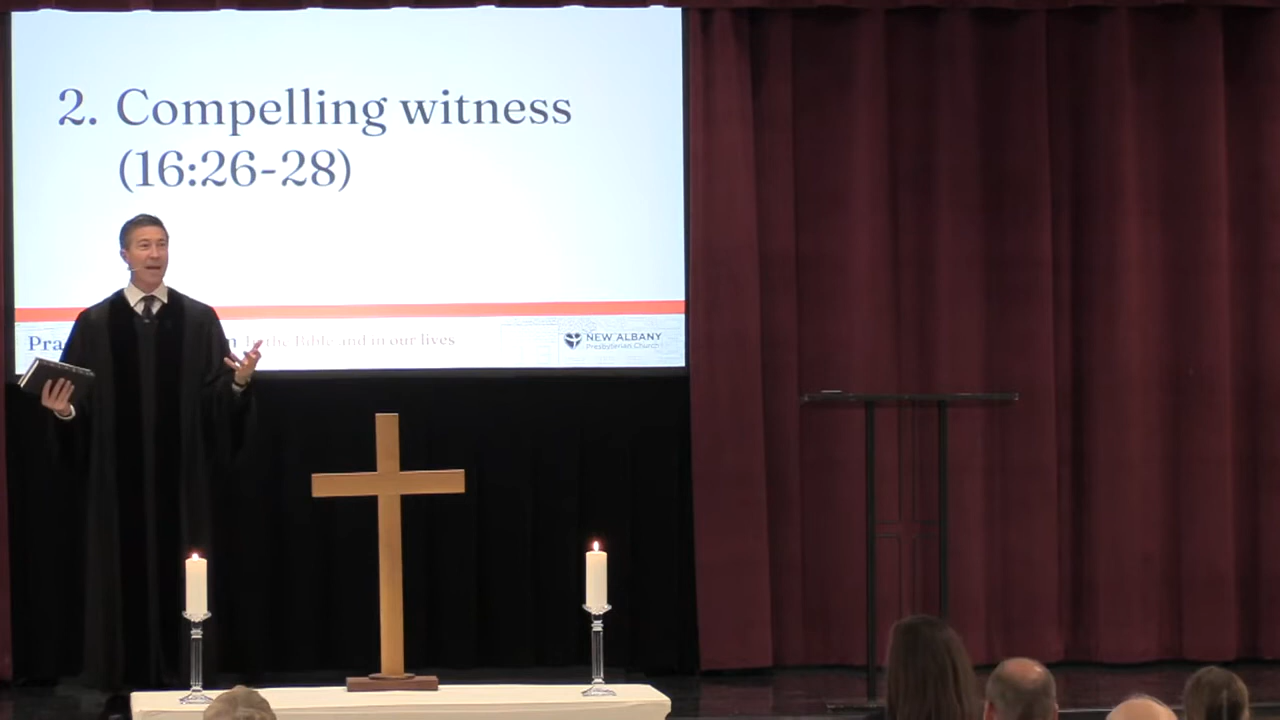 2. Compelling witness
(16:26-28)
in the Bible and in our lives
NEW ALBANY
Presbyterian Church